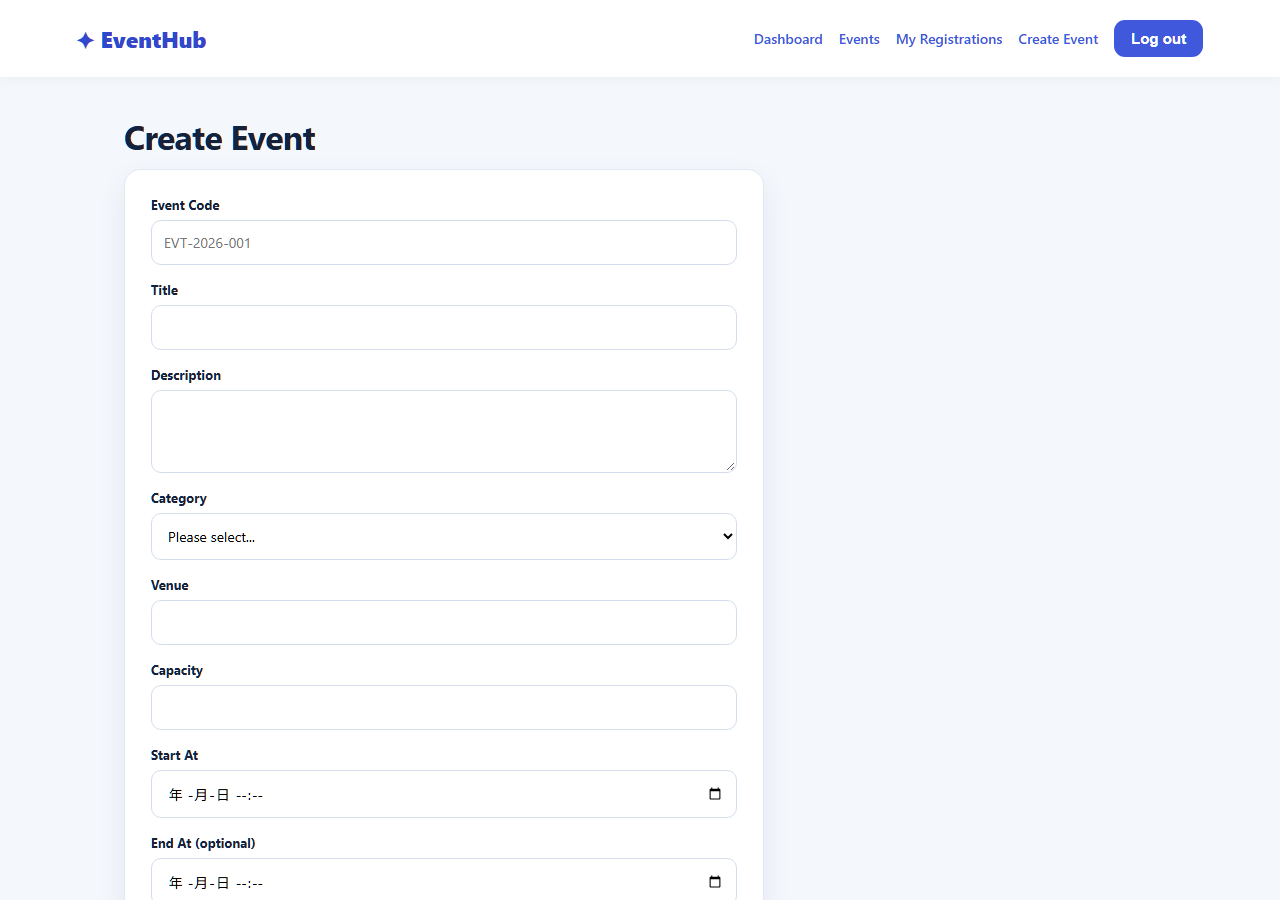 ✦ EventHub
Dashboard Events My Registrations Create Event Log out
Create Event
Event Code
EVT-2026-001
Title
Description
Category
Please select...
Venue
Capacity
Start At
年 -月-日 --:--
End At (optional)
年 -月-日 --:--